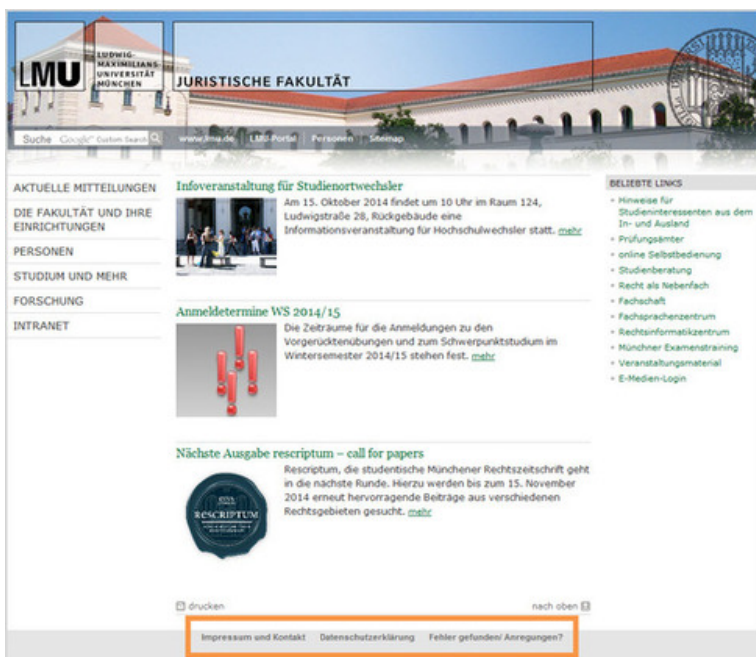 LMU
LUDWIG-
MAXIMILIANS-
UNIVERSITÄT
MÜNCHEN
JURISTISCHE FAKULTÄT
Suche Google™ Custom Search
www.lmu.de | LMU-Portal | Personen | Sitemap
AKTUELLE MITTEILUNGEN
DIE FAKULTÄT UND IHRE
EINRICHTUNGEN
PERSONEN
STUDIUM UND MEHR
FORSCHUNG
INTRANET
Infoveranstaltung für Studienortwechsler
Am 15. Oktober 2014 findet um 10 Uhr im Raum 124,
Ludwigstraße 28, Rückgebäude eine
Informationsveranstaltung für Hochschulwechsler statt. mehr
Anmeldetermine WS 2014/15
Die Zeiträume für die Anmeldungen zu den
Vorgerücktenübungen und zum Schwerpunktstudium im
Wintersemester 2014/15 stehen fest. mehr
Nächste Ausgabe rescriptum – call for papers
RESCRIPTUM
Rescriptum, die studentische Münchener Rechtszeitschrift geht
in die nächste Runde. Hierzu werden bis zum 15. November
2014 erneut hervorragende Beiträge aus verschiedenen
Rechtsgebieten gesucht. mehr
BELIEBTE LINKS
Hinweise für
Studieninteressenten aus dem
In- und Ausland
Prüfungsämter
online Selbstbedienung
Studienberatung
Recht als Nebenfach
Fachschaft
Fachsprachenzentrum
Rechtsinformatikzentrum
Münchner Examenstraining
Veranstaltungsmaterial
E-Medien-Login
drucken
nach oben
Impressum und Kontakt Datenschutzerklärung Fehler gefunden/ Anregungen?